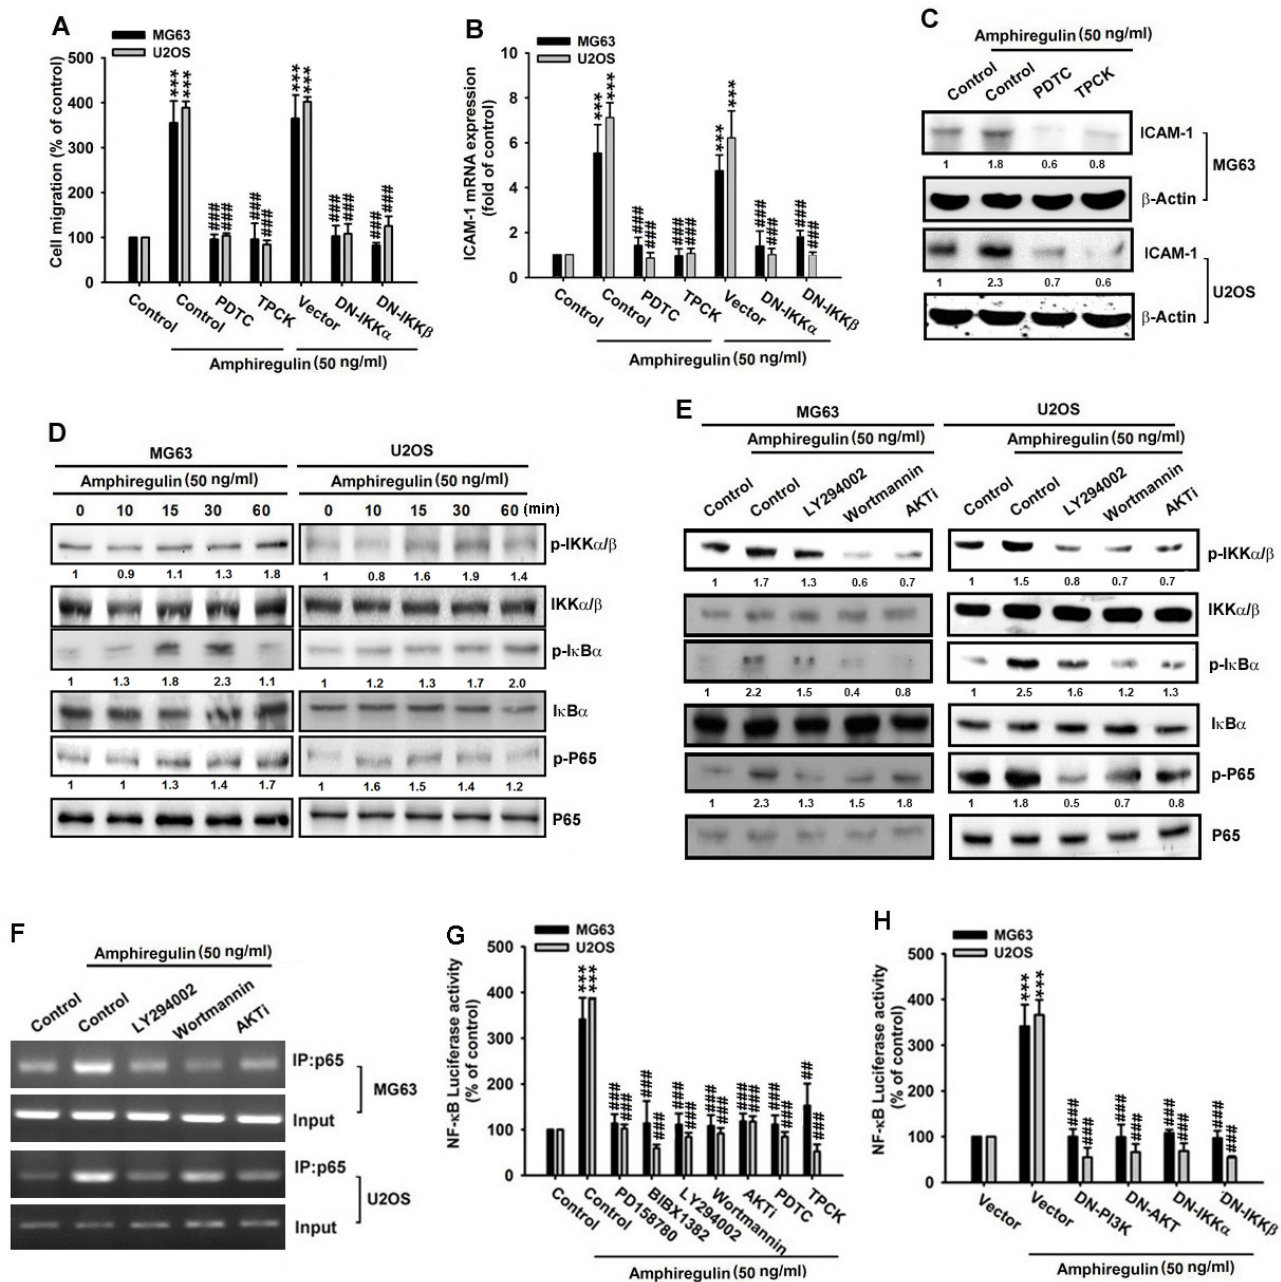 A
MG63
U2OS
Cell migration (% of control)
500
400
300
200
100
0
***
***
###
###
###
###
***
***
###
###
###
###
Control
Control
PDTC
TPCK
Vector
DN-IKKα
DN-IKKβ
Amphiregulin (50 ng/ml)
B
MG63
U2OS
ICAM-1 mRNA expression
(fold of control)
10
8
6
4
2
0
***
***
###
###
###
###
***
***
###
###
###
###
Control
Control
PDTC
TPCK
Vector
DN-IKKα
DN-IKKβ
Amphiregulin (50 ng/ml)
C
Amphiregulin (50 ng/ml)
Control Control PDTC TPCK
ICAM-1
1 1.8 0.6 0.8
MG63
β-Actin
ICAM-1
1 2.3 0.7 0.6
U2OS
β-Actin
D
MG63 U2OS
Amphiregulin (50 ng/ml) Amphiregulin (50 ng/ml)
0 10 15 30 60 0 10 15 30 60 (min)
p-IKKα/β
1 0.9 1.1 1.3 1.8 1 0.8 1.6 1.9 1.4
IKKα/β
p-IκBα
1 1.3 1.8 2.3 1.1 1 1.2 1.3 1.7 2.0
IκBα
p-P65
1 1 1.3 1.4 1.7 1 1.6 1.5 1.4 1.2
P65
E
MG63 U2OS
Amphiregulin (50 ng/ml) Amphiregulin (50 ng/ml)
Control Control LY294002 Wortmannin AKTi Control Control LY294002 Wortmannin AKTi
p-IKKα/β
1 1.7 1.3 0.6 0.7 1 1.5 0.8 0.7 0.7
IKKα/β
p-IκBα
1 2.2 1.5 0.4 0.8 1 2.5 1.6 1.2 1.3
IκBα
p-P65
1 2.3 1.3 1.5 1.8 1 1.8 0.5 0.7 0.8
P65
F
Amphiregulin (50 ng/ml)
Control Control LY294002 Wortmannin AKTi
IP:p65
MG63
Input
IP:p65
U2OS
Input
G
MG63
U2OS
NF-κB Luciferase activity
(% of control)
500
400
300
200
100
0
***
***
###
###
###
###
###
###
###
###
###
###
###
###
##
###
Control
Control
PD158780
BIBX1382
LY294002
Wortmannin
AKTi
PDTC
TPCK
Amphiregulin (50 ng/ml)
H
MG63
U2OS
NF-κB Luciferase activity
(% of control)
500
400
300
200
100
0
***
***
###
###
###
###
###
###
###
###
Vector
Vector
DN-PI3K
DN-AKT
DN-IKKα
DN-IKKβ
Amphiregulin (50 ng/ml)